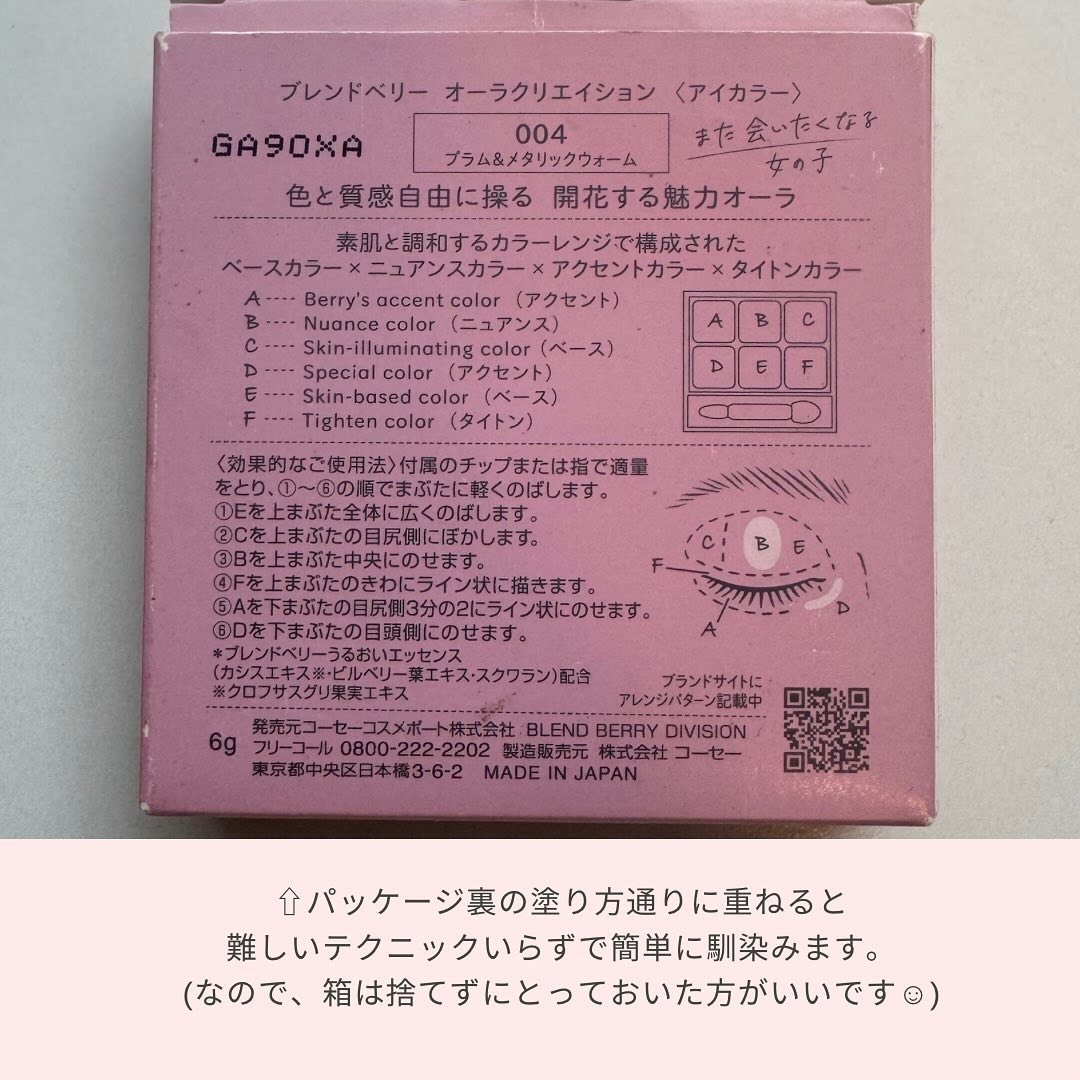 ブレンドベリー オーラクリエイション 〈アイカラー〉
GA90XA
004
プラム&メタリックウォーム
また会いたくなる
女の子
色と質感自由に操る 開花する魅力オーラ
素肌と調和するカラーレンジで構成された
ベースカラー×ニュアンスカラー×アクセントカラー×タイトンカラー
A---- Berry's accent color (アクセント)
B---- Nuance color (ニュアンス)
C---- Skin-illuminating color (ベース)
D---- Special color (アクセント)
E---- Skin-based color (ベース)
F---- Tighten color (タイトン)
A B C
D E F
〈効果的なご使用法〉付属のチップまたは指で適量
をとり、①〜⑥の順でまぶたに軽くのばします。
①Eを上まぶた全体に広くのばします。
②Cを上まぶたの目尻側にぼかします。
③Bを上まぶた中央にのせます。
④Fを上まぶたのきわにライン状に描きます。
⑤Aを下まぶたの目尻側3分の2にライン状にのせます。
⑥Dを下まぶたの目頭側にのせます。
C B E
F
D
A
*ブレンドベリーうるおいエッセンス
(カシスエキス※・ビルベリー葉エキス・スクワラン)配合
※クロフサスグリ果実エキス
ブランドサイトに
アレンジパターン記載中
6g
発売元コーセーコスメポート株式会社 BLEND BERRY DIVISION
フリーコール 0800-222-2202 製造販売元 株式会社 コーセー
東京都中央区日本橋3-6-2 MADE IN JAPAN
⇧パッケージ裏の塗り方通りに重ねると
難しいテクニックいらずで簡単に馴染みます。
(なので、箱は捨てずにとっておいた方がいいです☺)